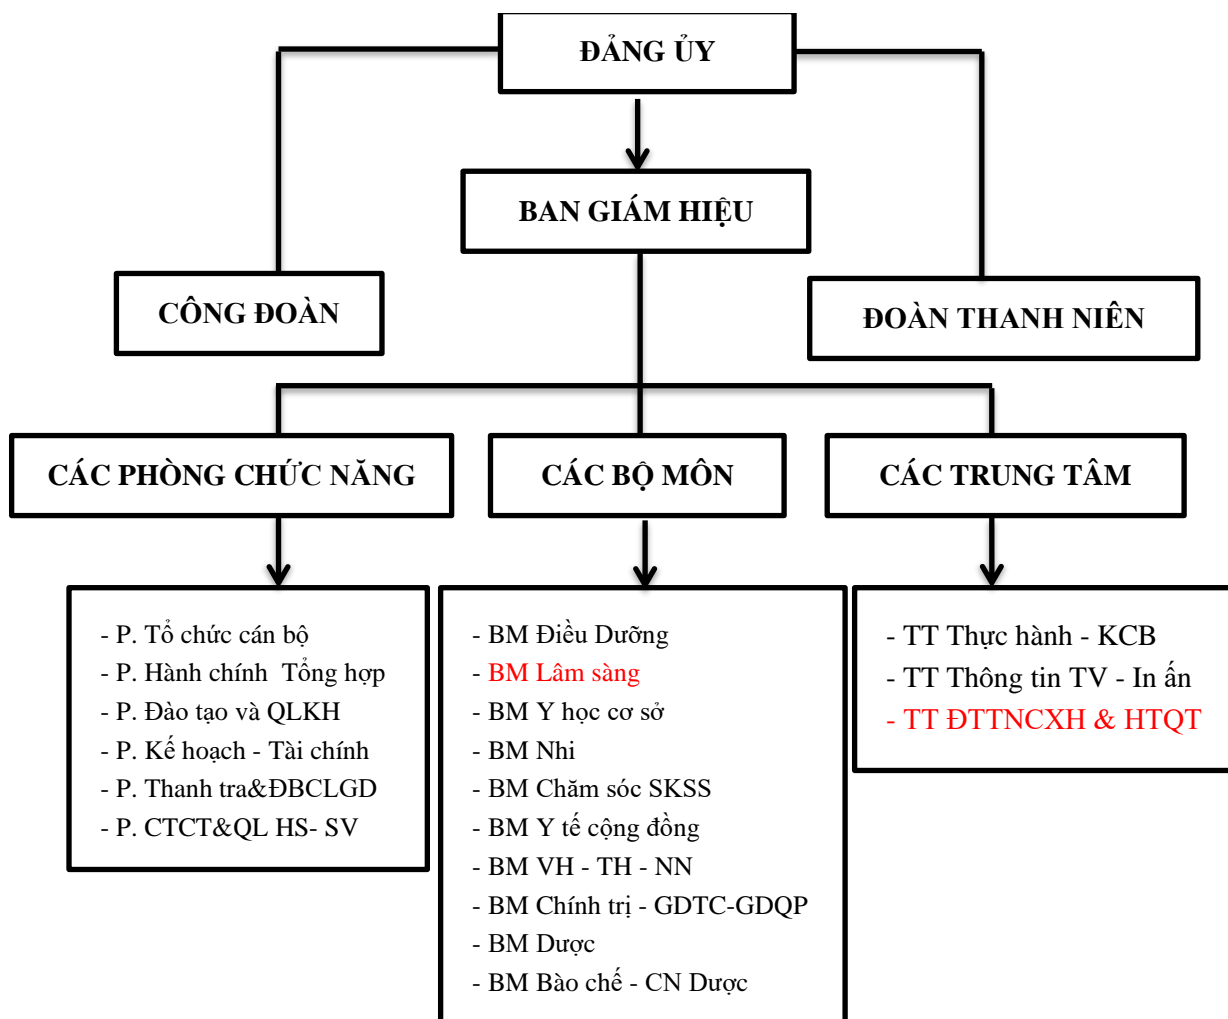 ĐẢNG ỦY
BAN GIÁM HIỆU
CÔNG ĐOÀN
ĐOÀN THANH NIÊN
CÁC PHÒNG CHỨC NĂNG
CÁC BỘ MÔN
CÁC TRUNG TÂM
- P. Tổ chức cán bộ
- P. Hành chính  Tổng hợp
- P. Đào tạo và QLKH
- P. Kế hoạch - Tài chính
- P. Thanh tra&ĐBCLGD
- P. CTCT&QL HS- SV
- BM Điều Dưỡng
- BM Lâm sàng
- BM Y học cơ sở
- BM Nhi
- BM Chăm sóc SKSS
- BM Y tế cộng đồng
- BM VH - TH - NN
- BM Chính trị - GDTC-GDQP
- BM Dược
- BM Bào chế - CN Dược
- TT Thực hành - KCB
- TT Thông tin TV - In ấn
- TT ĐTTNCXH & HTQT